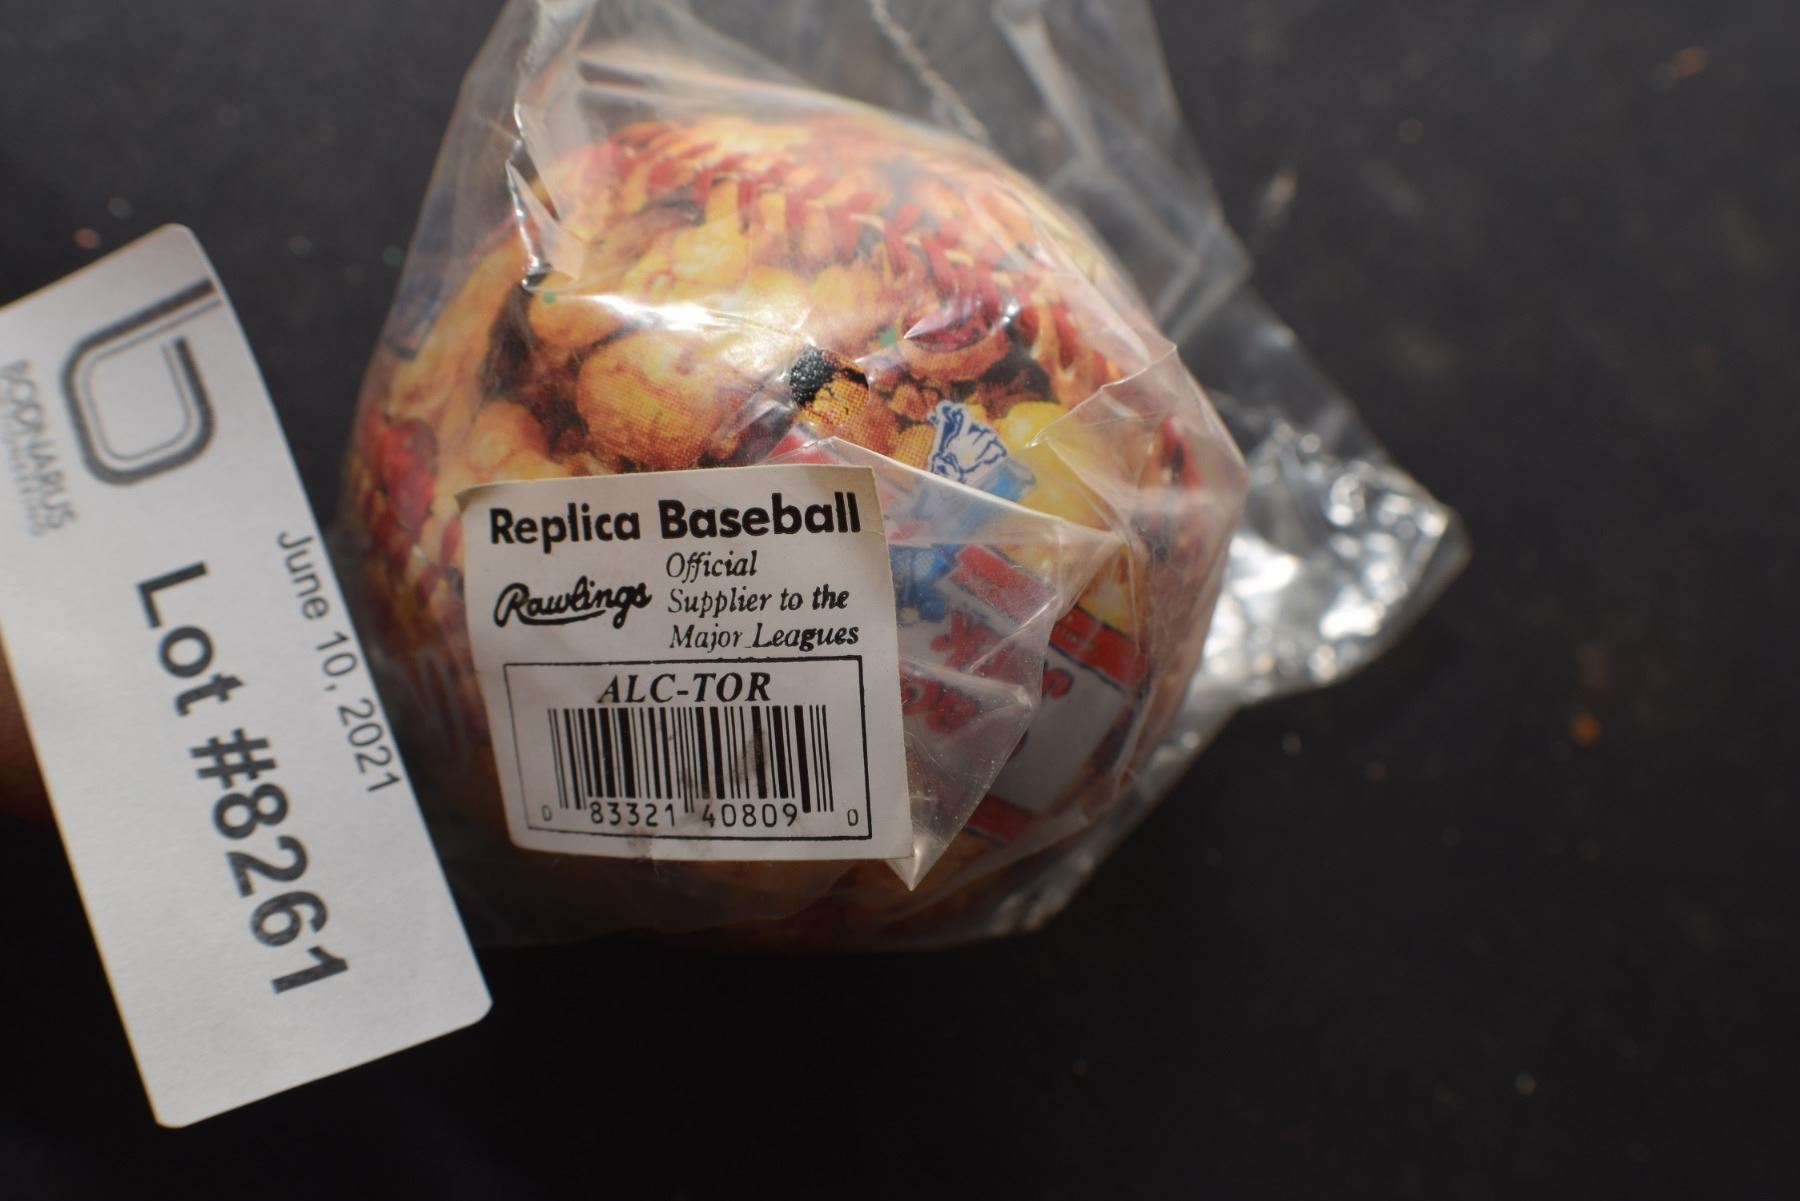 BODNARUS
June 10, 2021
Lot #8261
Replica Baseball
Rawlings
Official
Supplier to the
Major Leagues
ALC-TOR
0 83321 40809 0